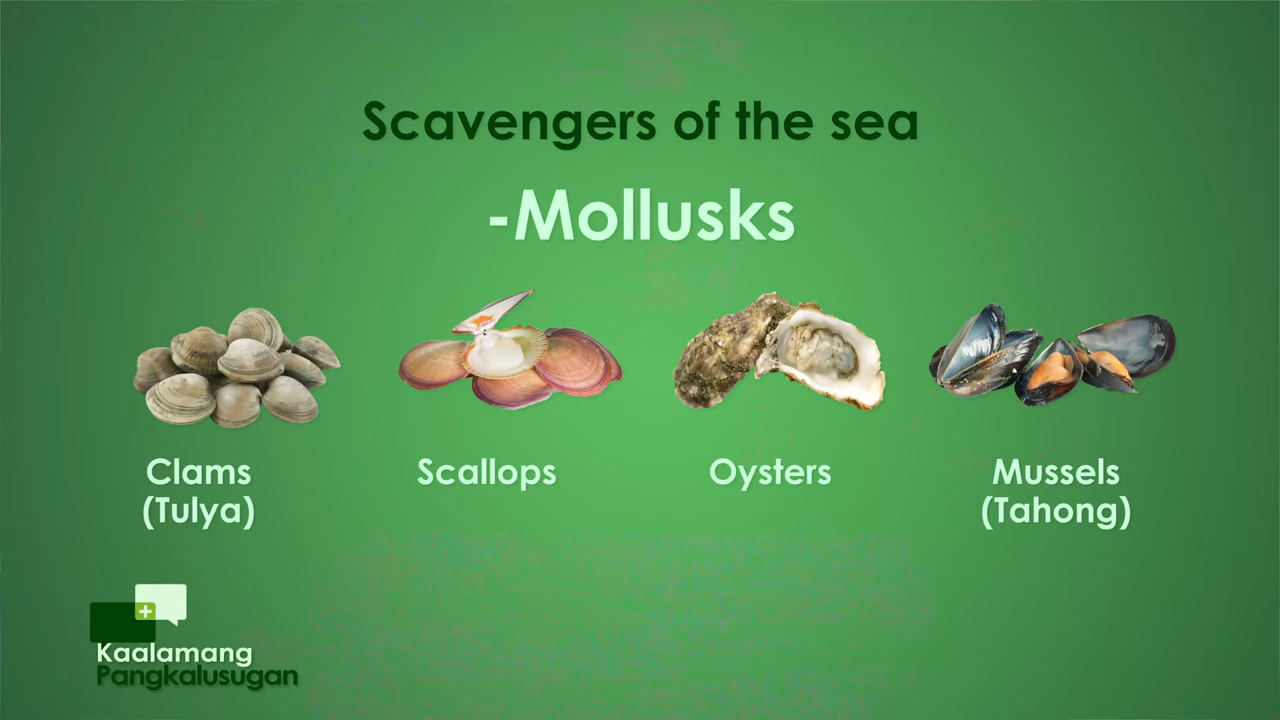 Scavengers of the sea
-Mollusks
Clams
(Tulya)
Scallops
Oysters
Mussels
(Tahong)
Kaalamang
Pangkalusugan